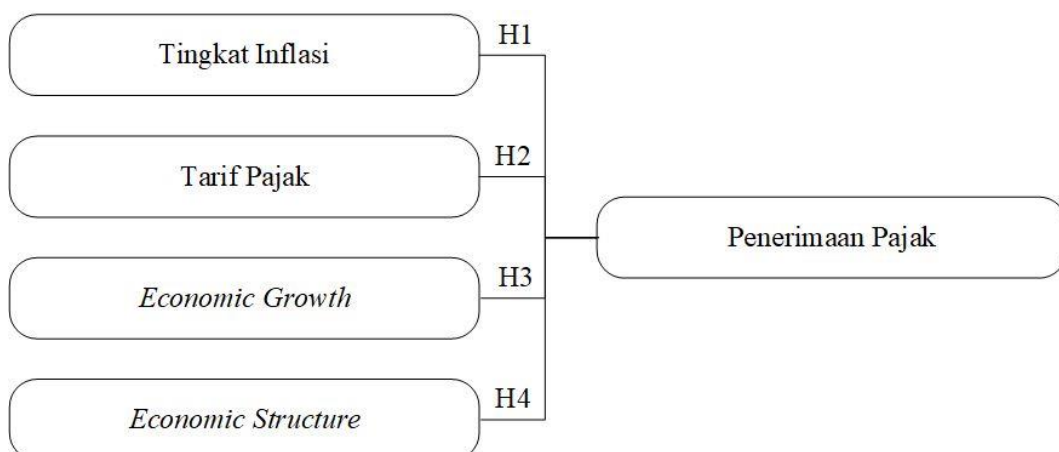 Tingkat Inflasi
H1
Tarif Pajak
H2
Penerimaan Pajak
Economic Growth
H3
Economic Structure
H4